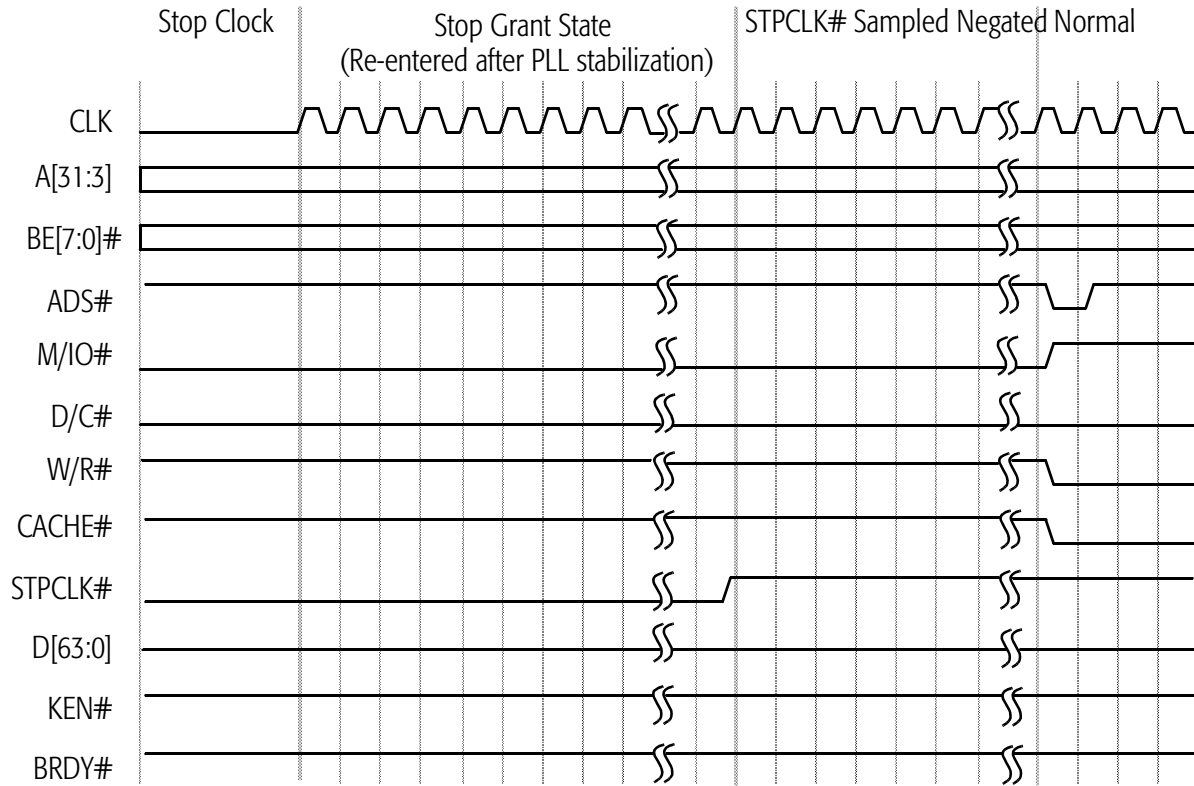 Stop Clock
Stop Grant State
(Re-entered after PLL stabilization)
STPCLK# Sampled Negated Normal
CLK
A[31:3]
BE[7:0]#
ADS#
M/IO#
D/C#
W/R#
CACHE#
STPCLK#
D[63:0]
KEN#
BRDY#